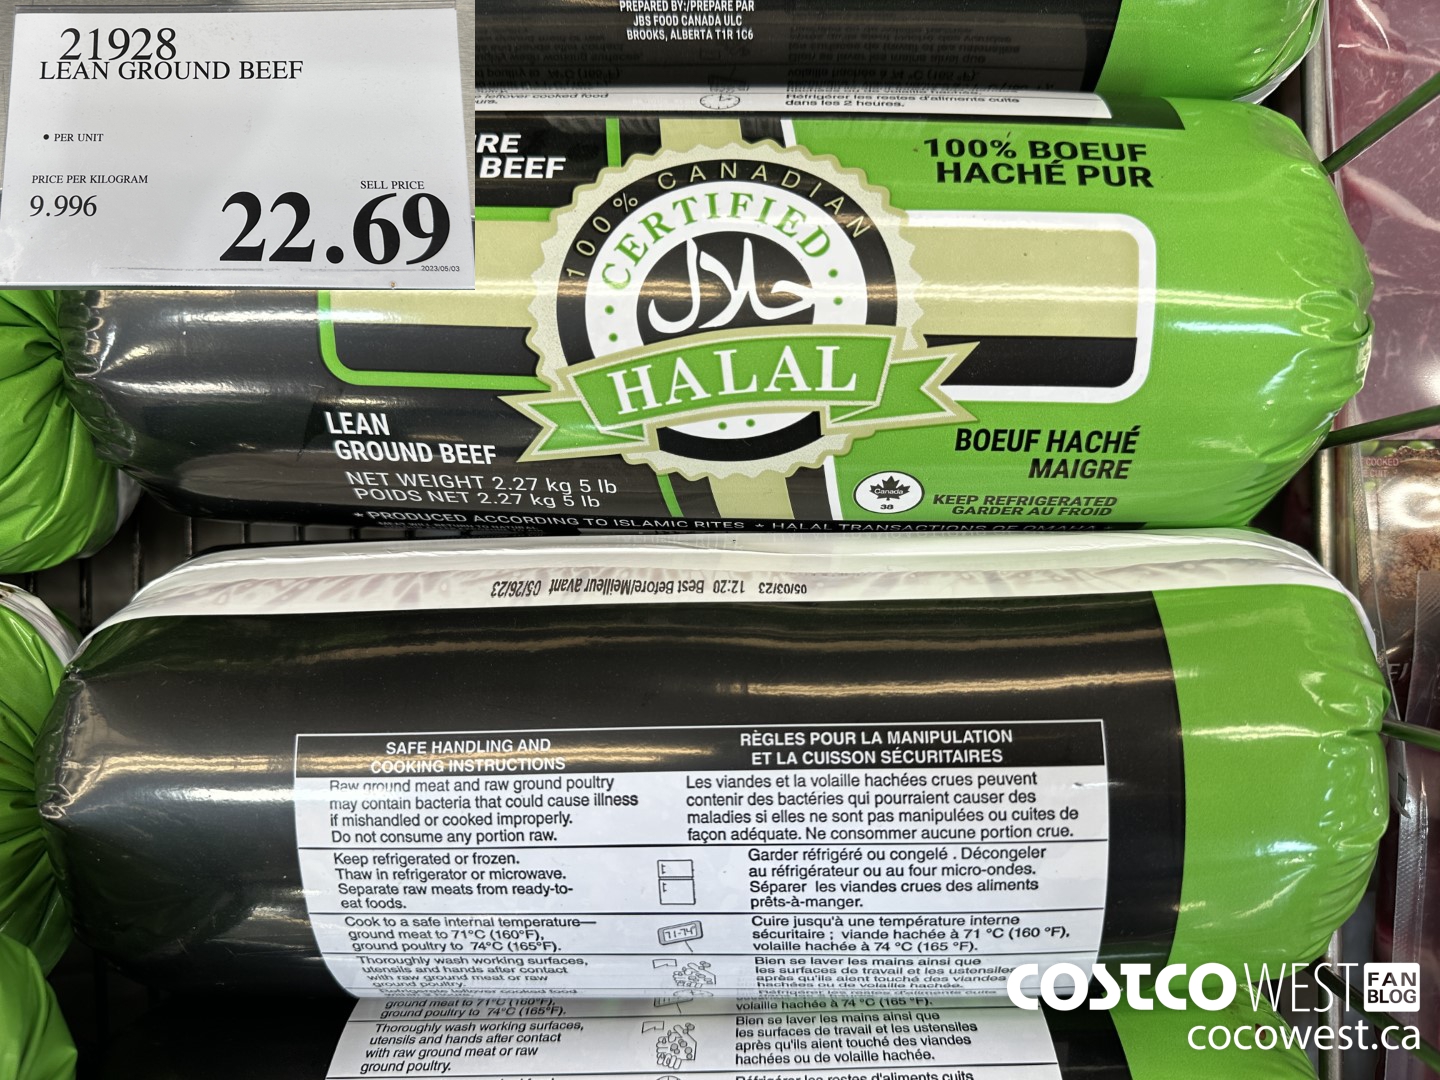 21928
LEAN GROUND BEEF
• PER UNIT
PRICE PER KILOGRAM
9.996
SELL PRICE
22.69
2023/05/03
PREPARED BY:/PRÉPARÉ PAR
JBS FOOD CANADA ULC
BROOKS, ALBERTA T1R 1C6
leftover cooked food
Réfrigérer les restes d'aliments cuits
dans les 2 heures.
BEEF
100% CANADIAN
CERTIFIED
حلال
HALAL
100% BOEUF
HACHÉ PUR
LEAN
GROUND BEEF
NET WEIGHT 2.27 kg 5 lb
POIDS NET 2.27 kg 5 lb
BOEUF HACHÉ
MAIGRE
Canada
38
KEEP REFRIGERATED
GARDER AU FROID
* PRODUCED ACCORDING TO ISLAMIC RITES * HALAL TRANSACTIONS OF OMAHA *
05/03/23 12:20 Best Before/Meilleur avant 05/26/23
SAFE HANDLING AND
COOKING INSTRUCTIONS
Raw ground meat and raw ground poultry
may contain bacteria that could cause illness
if mishandled or cooked improperly.
Do not consume any portion raw.
RÈGLES POUR LA MANIPULATION
ET LA CUISSON SÉCURITAIRES
Les viandes et la volaille hachées crues peuvent
contenir des bactéries qui pourraient causer des
maladies si elles ne sont pas manipulées ou cuites de
façon adéquate. Ne consommer aucune portion crue.
Keep refrigerated or frozen.
Thaw in refrigerator or microwave.
Separate raw meats from ready-to-
eat foods.
Garder réfrigéré ou congelé . Décongeler
au réfrigérateur ou au four micro-ondes.
Séparer les viandes crues des aliments
prêts-à-manger.
Cook to a safe internal temperature—
ground meat to 71°C (160°F),
ground poultry to 74°C (165°F).
71-74°
Cuire jusqu'à une température interne
sécuritaire ; viande hachée à 71 °C (160 °F),
volaille hachée à 74 °C (165 °F).
Thoroughly wash working surfaces,
utensils and hands after contact
with raw ground meat or raw
ground poultry.
Bien se laver les mains ainsi que
les surfaces de travail et les ustensiles
après qu'ils aient touché des viandes
hachées ou de volaille hachée.
ground meat to 71°C (160°F),
ground poultry to 74°C (165°F).
volaille hachée à 74 °C (165 °F).
Thoroughly wash working surfaces,
utensils and hands after contact
with raw ground meat or raw
ground poultry.
Bien se laver les mains ainsi que
les surfaces de travail et les ustensiles
après qu'ils aient touché des viandes
hachées ou de volaille hachée.
Réfrigérer les restes d'aliments cuits
COSTCO WEST FAN
BLOG
cocowest.ca